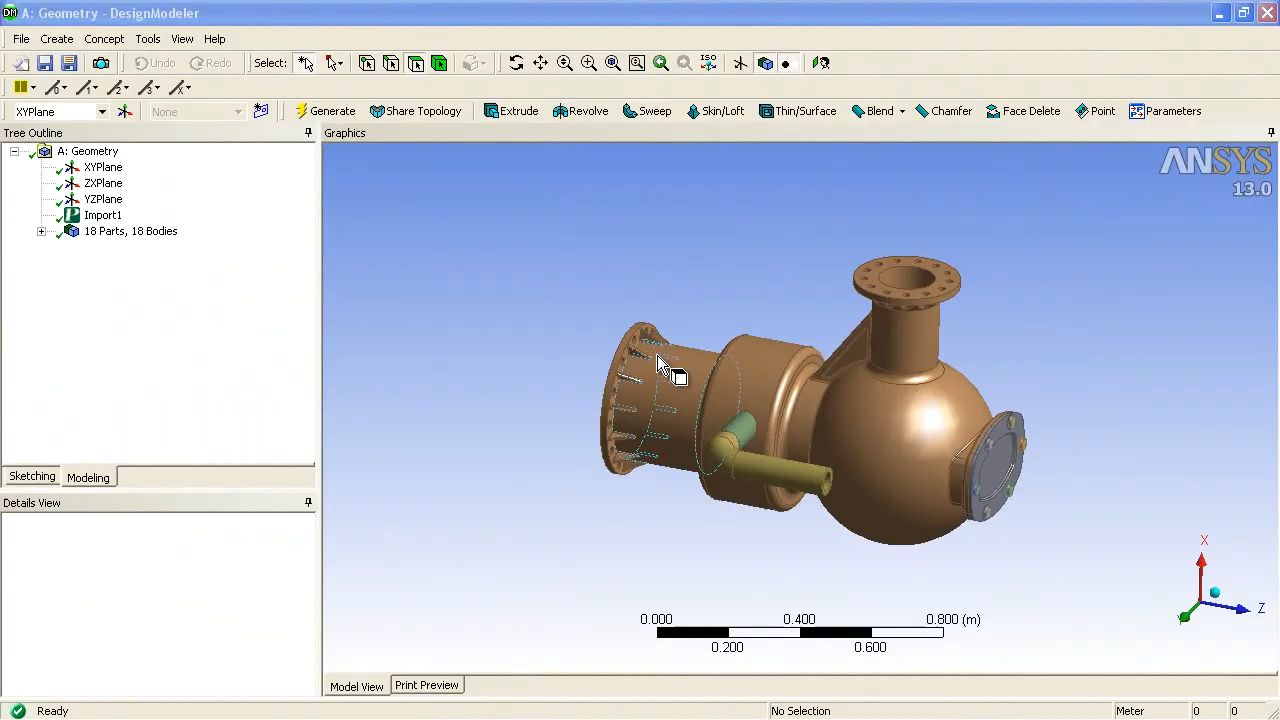 A: Geometry - DesignModeler
File Create Concept Tools View Help
Undo Redo Select: ISO
XYPlane None Generate Share Topology Extrude Revolve Sweep Skin/Loft Thin/Surface Blend Chamfer Face Delete Point Parameters
Tree Outline
Graphics
A: Geometry
XYPlane
ZXPlane
YZPlane
Import1
18 Parts, 18 Bodies
ANSYS
13.0
Sketching Modeling
Details View
X
Z
Y
0.000 0.400 0.800 (m)
0.200 0.600
Model View Print Preview
Ready No Selection Meter 0 0